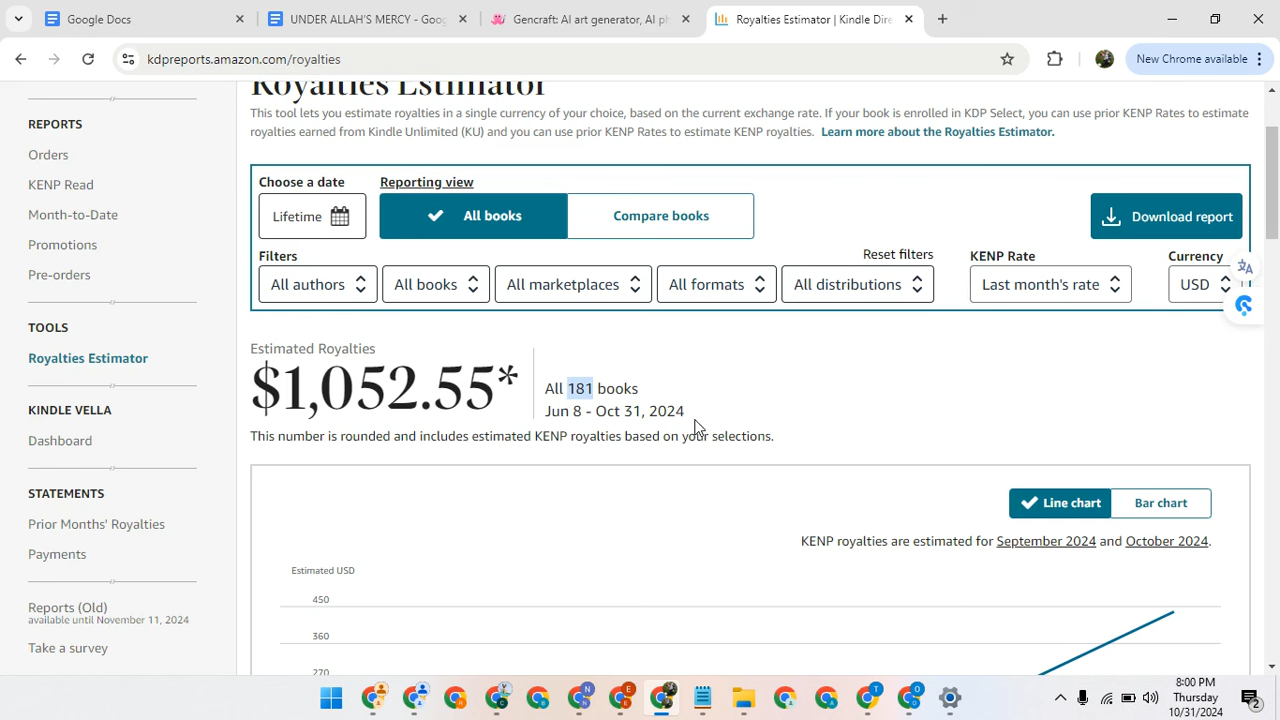 Google Docs
UNDER ALLAH'S MERCY - Goog
Gencraft: AI art generator, AI ph
Royalties Estimator | Kindle Dire
kdpreports.amazon.com/royalties
New Chrome available
Royalties Estimator
This tool lets you estimate royalties in a single currency of your choice, based on the current exchange rate. If your book is enrolled in KDP Select, you can use prior KENP Rates to estimate
royalties earned from Kindle Unlimited (KU) and you can use prior KENP Rates to estimate KENP royalties. Learn more about the Royalties Estimator.
REPORTS
Orders
KENP Read
Month-to-Date
Promotions
Pre-orders
TOOLS
Royalties Estimator
KINDLE VELLA
Dashboard
STATEMENTS
Prior Months' Royalties
Payments
Reports (Old)
available until November 11, 2024
Take a survey
Choose a date
Reporting view
Lifetime
All books
Compare books
Download report
Filters
Reset filters
KENP Rate
Currency
All authors
All books
All marketplaces
All formats
All distributions
Last month's rate
USD
Estimated Royalties
$1,052.55*
All 181 books
Jun 8 - Oct 31, 2024
This number is rounded and includes estimated KENP royalties based on your selections.
Line chart
Bar chart
KENP royalties are estimated for September 2024 and October 2024.
Estimated USD
450
360
270
8:00 PM
Thursday
10/31/2024
2